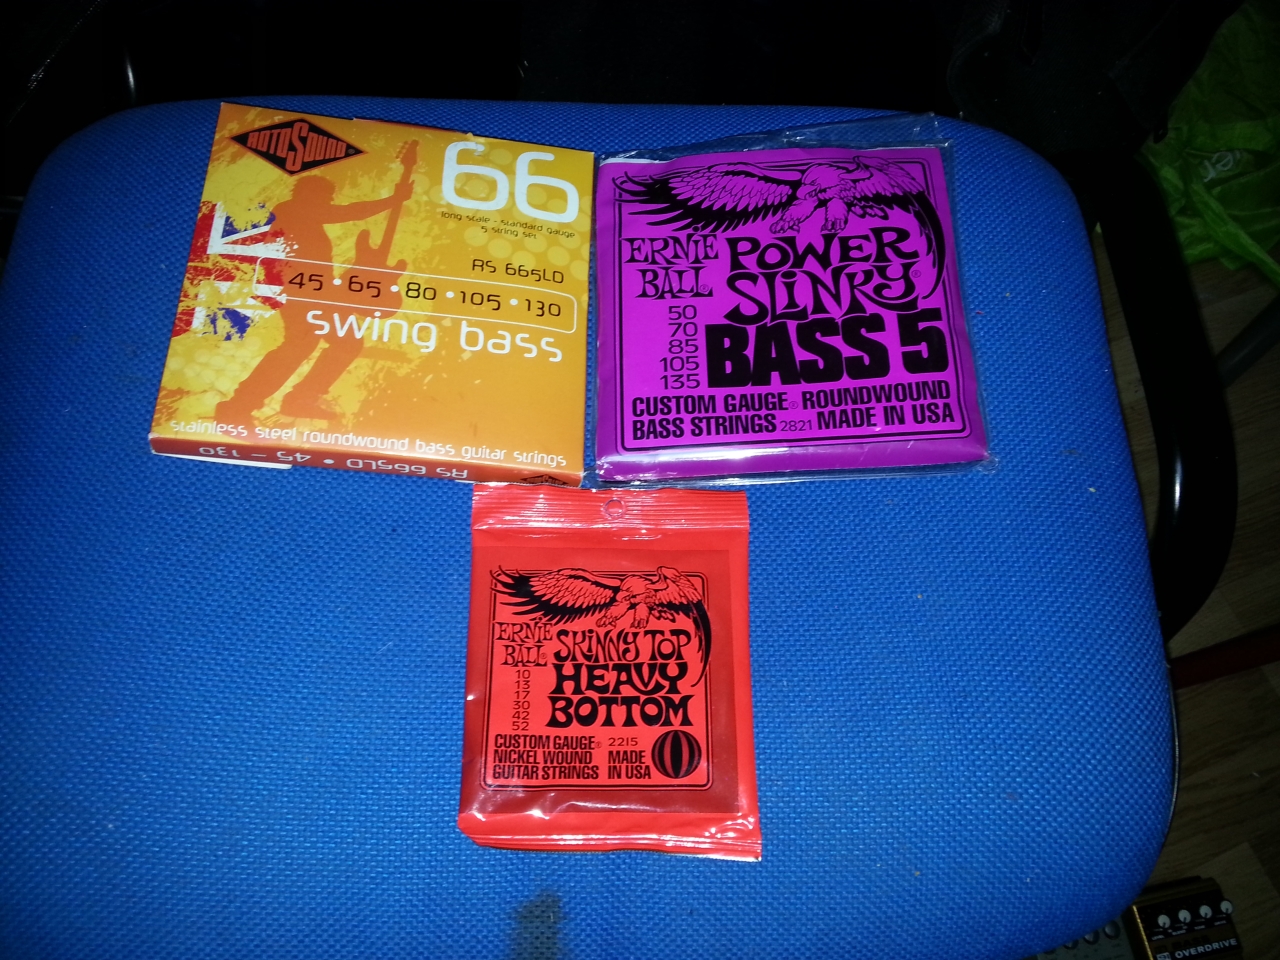 ROTOSOUND®
66
long scale - standard gauge
5 string set
RS 665LD
45 • 65 • 80 • 105 • 130
swing bass
stainless steel roundwound bass guitar strings
RS 665LD • 45 - 130
ERNIE BALL®
POWER SLINKY®
BASS 5
50
70
85
105
135
CUSTOM GAUGE® ROUNDWOUND
BASS STRINGS 2821 MADE IN USA
ERNIE BALL®
SKINNY TOP
HEAVY
BOTTOM
10
13
17
30
42
52
CUSTOM GAUGE® 2215
NICKEL WOUND MADE
GUITAR STRINGS IN USA
OVERDRIVE